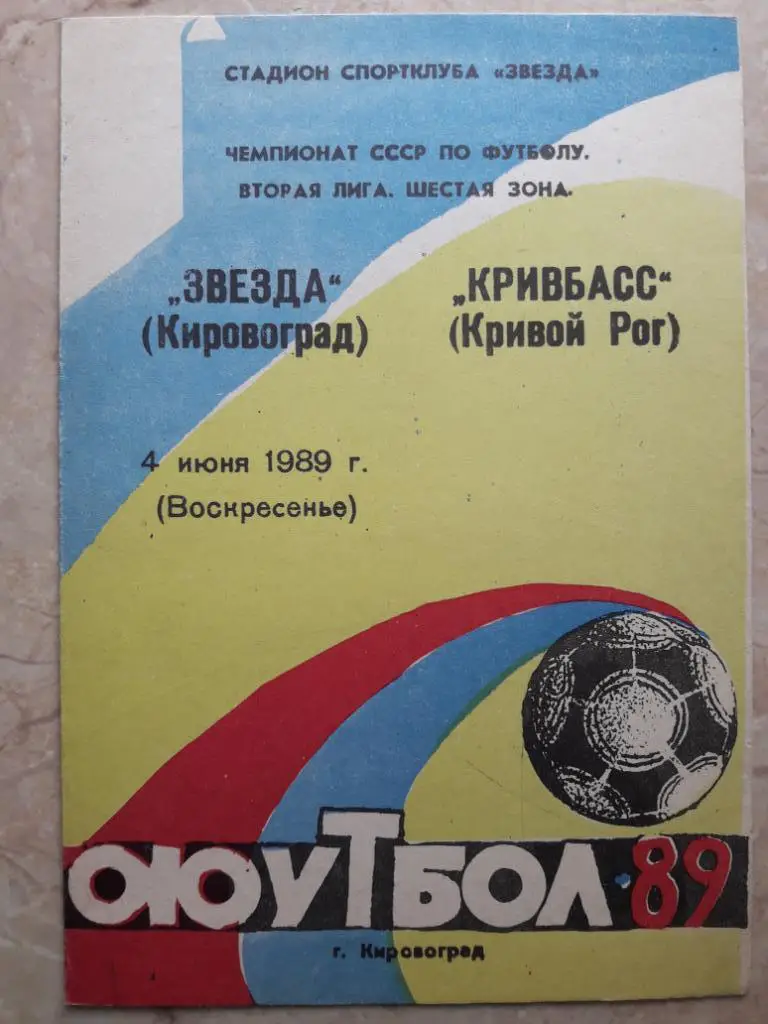 СТАДИОН СПОРТКЛУБА «ЗВЕЗДА»
ЧЕМПИОНАТ СССР ПО ФУТБОЛУ.
ВТОРАЯ ЛИГА. ШЕСТАЯ ЗОНА.
„ЗВЕЗДА“ „КРИВБАСС“
(Кировоград) (Кривой Рог)
4 июня 1989 г.
(Воскресенье)
ФУТБОЛ·89
г. Кировоград